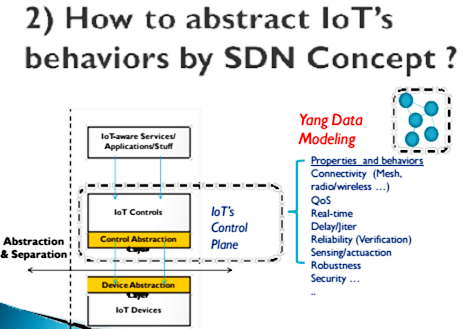 2) How to abstract IoT's
behaviors by SDN Concept ?
IoT-aware Services/
Applications/Stuff
IoT Controls
Control Abstraction
Layer
Abstraction
& Separation
Device Abstraction
Layer
IoT Devices
IoT's
Control
Plane
Yang Data
Modeling
Properties and behaviors
Connectivity (Mesh,
radio/wireless ...)
QoS
Real-time
Delay/Jiter
Reliability (Verification)
Sensing/actuation
Robustness
Security ...
..